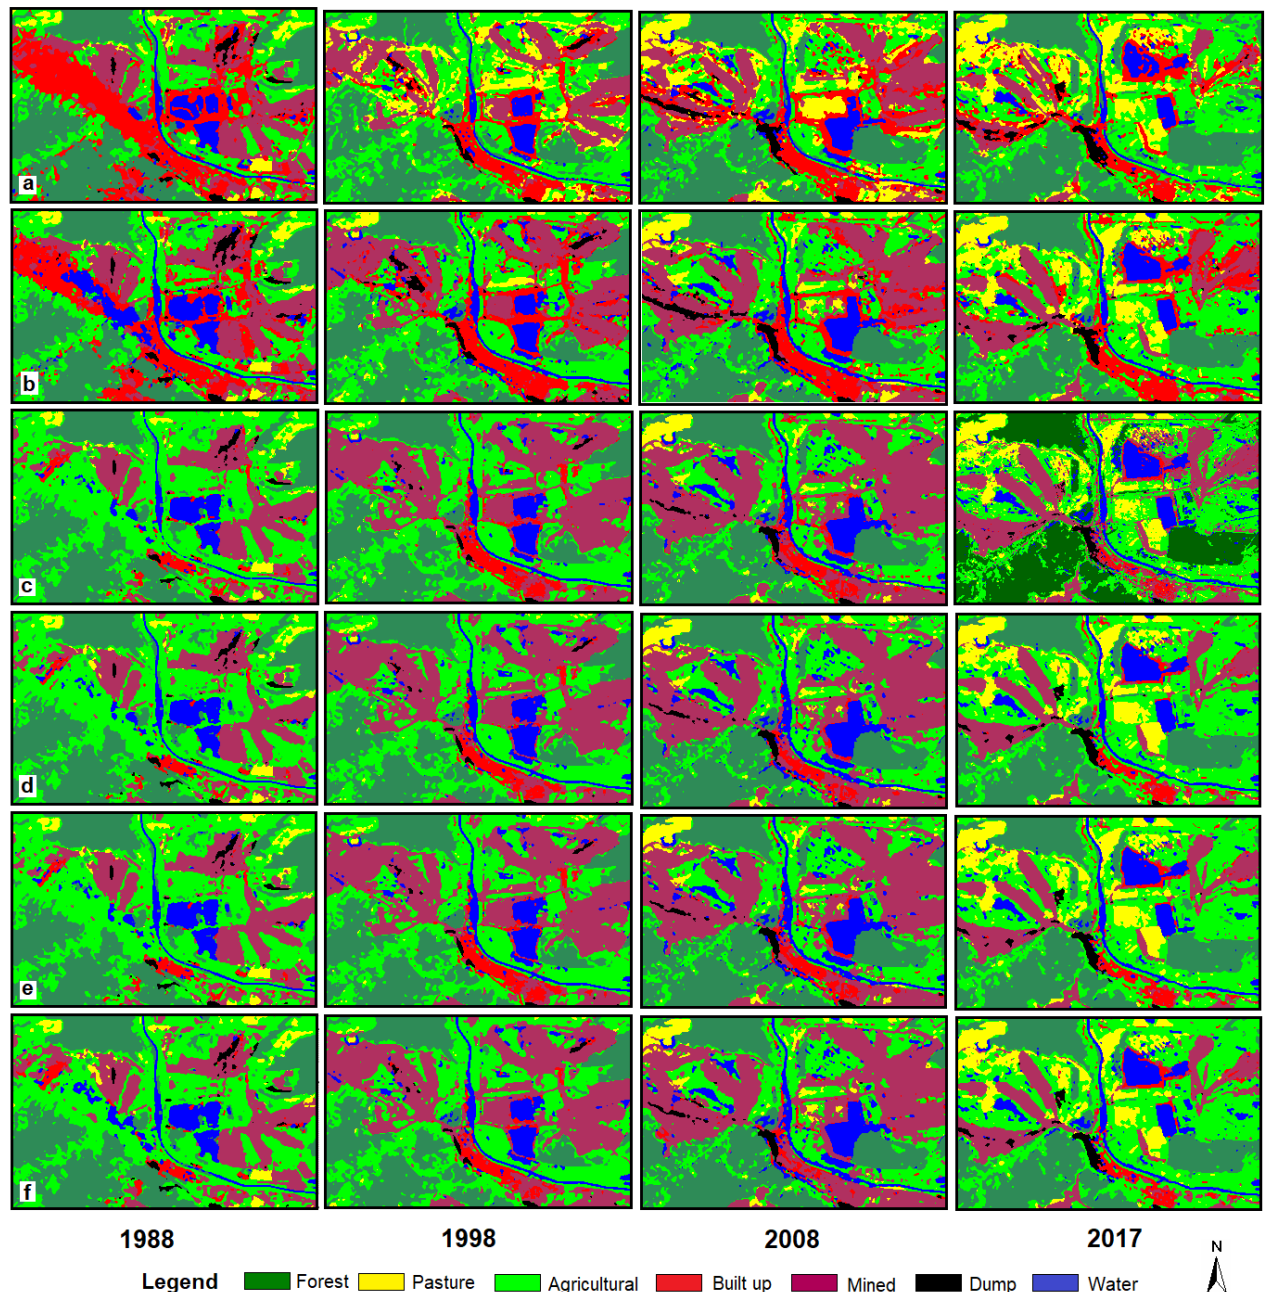 a
b
c
d
e
f
1988 1998 2008 2017
N
Legend Forest Pasture Agricultural Built up Mined Dump Water